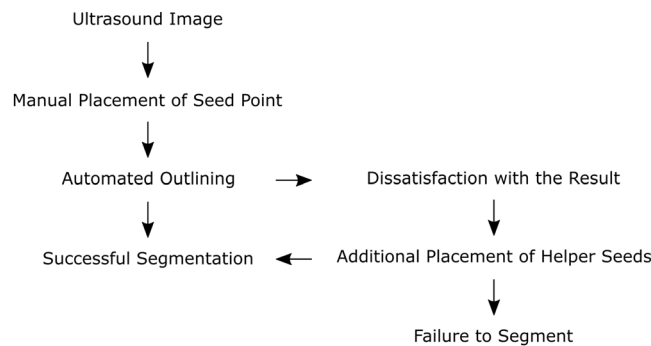 Ultrasound Image
Manual Placement of Seed Point
Automated Outlining
Dissatisfaction with the Result
Successful Segmentation
Additional Placement of Helper Seeds
Failure to Segment